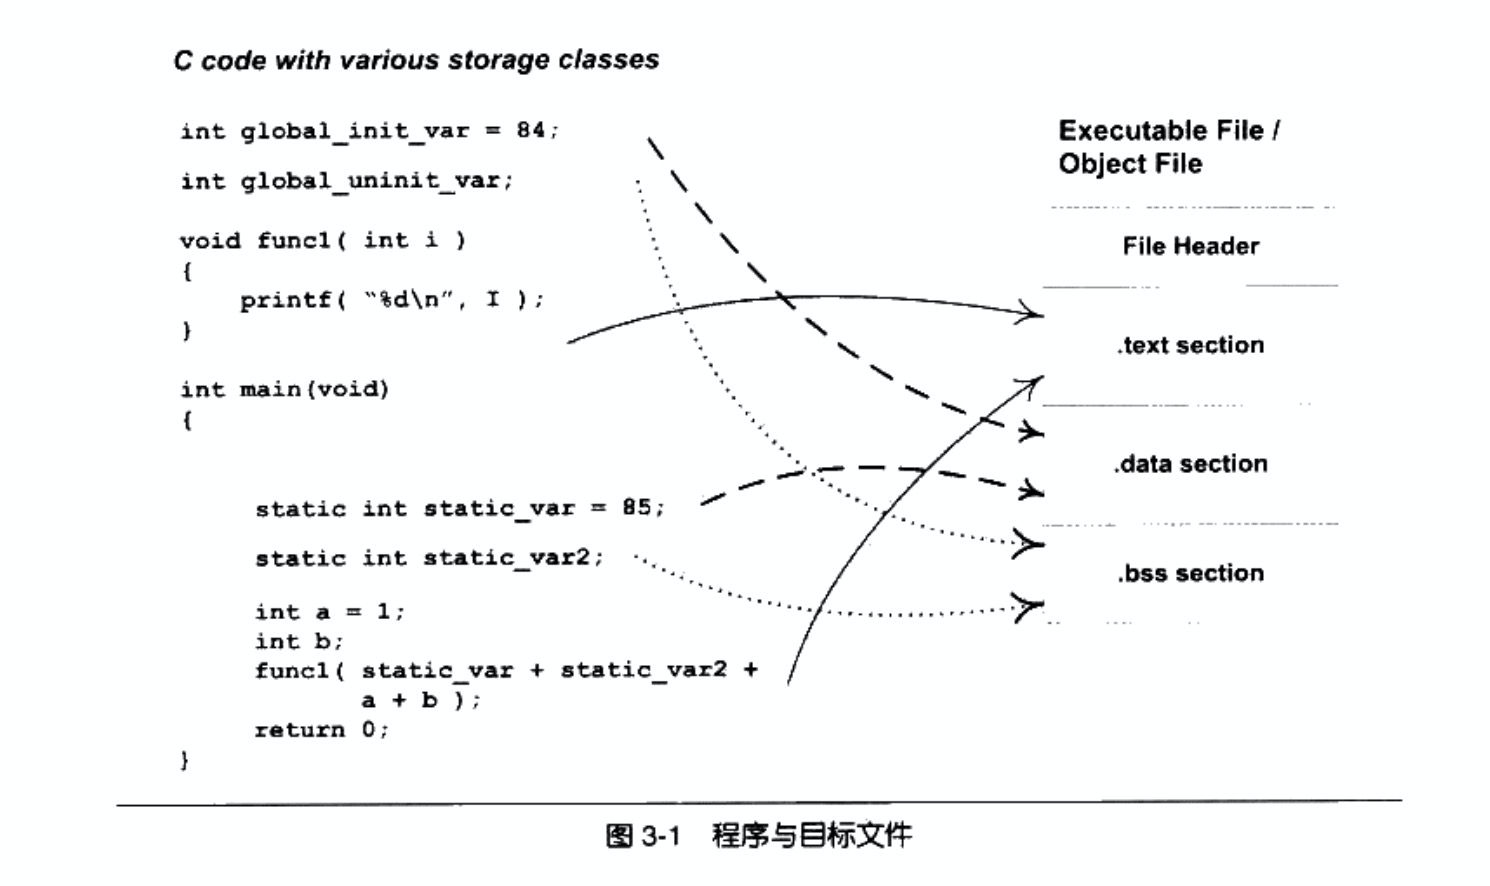 C code with various storage classes
int global_init_var = 84;
int global_uninit_var;
void func1( int i )
{
printf( "%d\n", I );
}
int main(void)
{
static int static_var = 85;
static int static_var2;
int a = 1;
int b;
func1( static_var + static_var2 +
a + b );
return 0;
}
Executable File /
Object File
File Header
.text section
.data section
.bss section
图 3-1 程序与目标文件